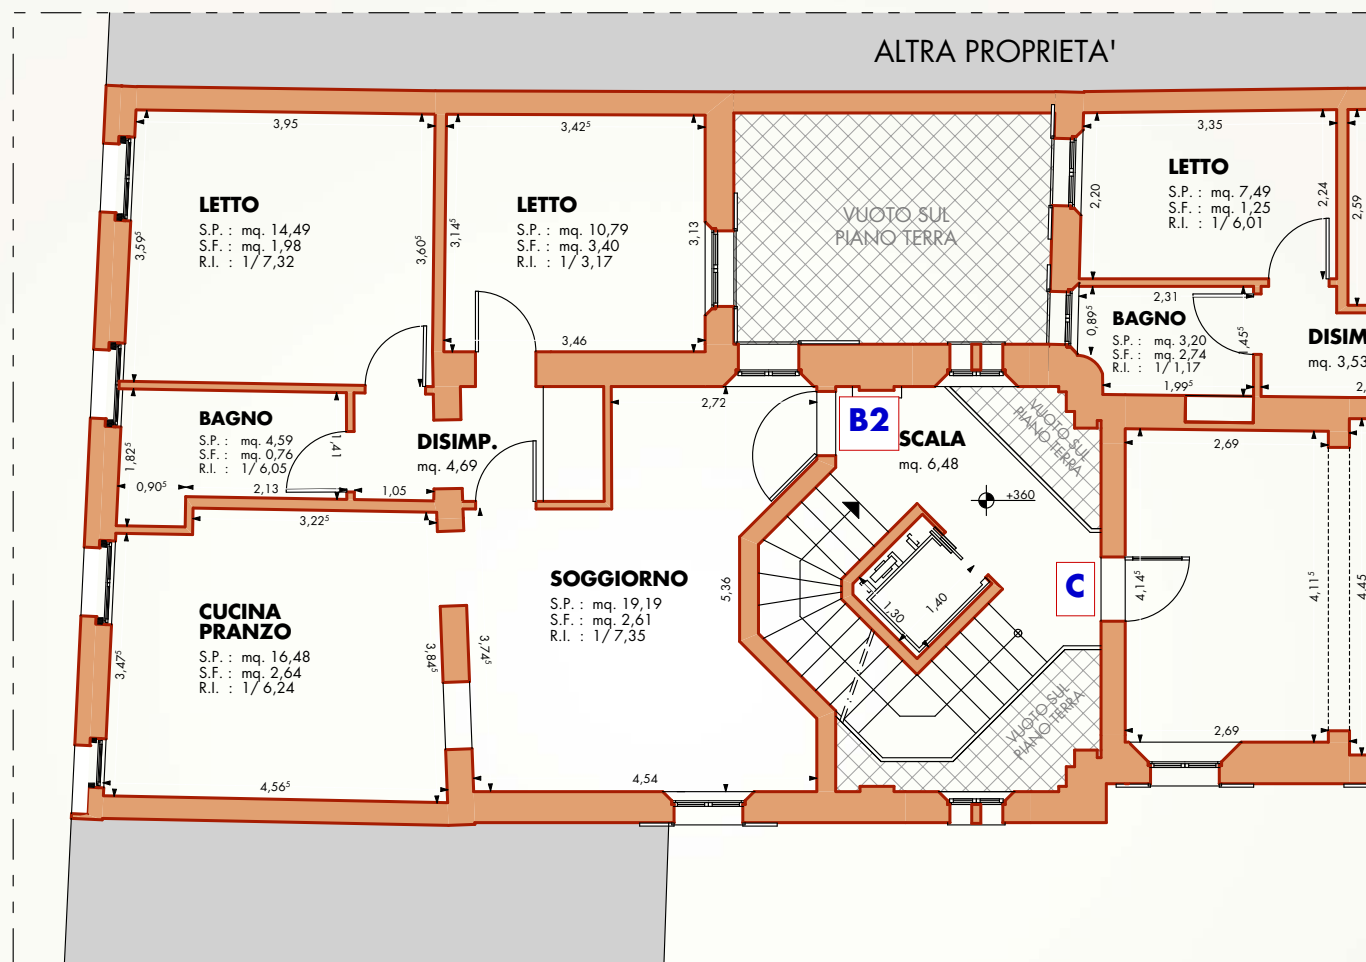 ALTRA PROPRIETA'
3,95
3,42⁵
3,35
LETTO
S.P. : mq. 14,49
S.F. : mq. 1,98
R.I. : 1/ 7,32
3,59⁵
3,60⁵
LETTO
S.P. : mq. 10,79
S.F. : mq. 3,40
R.I. : 1/ 3,17
3,14⁵
3,13
3,46
VUOTO SUL
PIANO TERRA
LETTO
S.P. : mq. 7,49
S.F. : mq. 1,25
R.I. : 1/ 6,01
2,20
2,24
2,59
2,31
0,89⁵
BAGNO
S.P. : mq. 3,20
S.F. : mq. 2,74
R.I. : 1/ 1,17
1,45⁵
1,99⁵
DISIM
mq. 3,53
2,
BAGNO
S.P. : mq. 4,59
S.F. : mq. 0,76
R.I. : 1/ 6,05
1,82⁵
1,41
0,90⁵
2,13
1,05
DISIMP.
mq. 4,69
2,72
B2
SCALA
mq. 6,48
VUOTO SUL
PIANO TERRA
+360
2,69
3,22⁵
CUCINA
PRANZO
S.P. : mq. 16,48
S.F. : mq. 2,64
R.I. : 1/ 6,24
3,47⁵
3,84⁵
4,56⁵
SOGGIORNO
S.P. : mq. 19,19
S.F. : mq. 2,61
R.I. : 1/ 7,35
3,74⁵
5,36
4,54
1,30
1,40
C
4,14⁵
4,11⁵
4,45
VUOTO SUL
PIANO TERRA
2,69